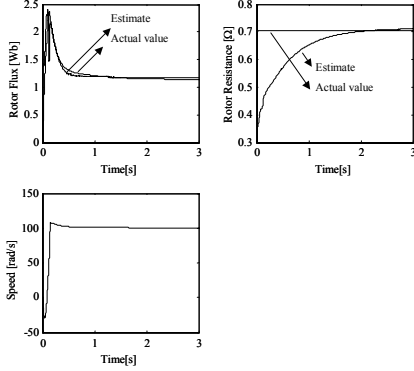 2.5
2
1.5
1
0.5
0
Rotor Flux [Wb]
Estimate
Actual value
0 1 2 3
Time[s]
0.8
0.7
0.6
0.5
0.4
0.3
Rotor Resistance [Ω]
Estimate
Actual value
0 1 2 3
Time[s]
150
100
50
0
-50
Speed [rad/s]
0 1 2 3
Time[s]